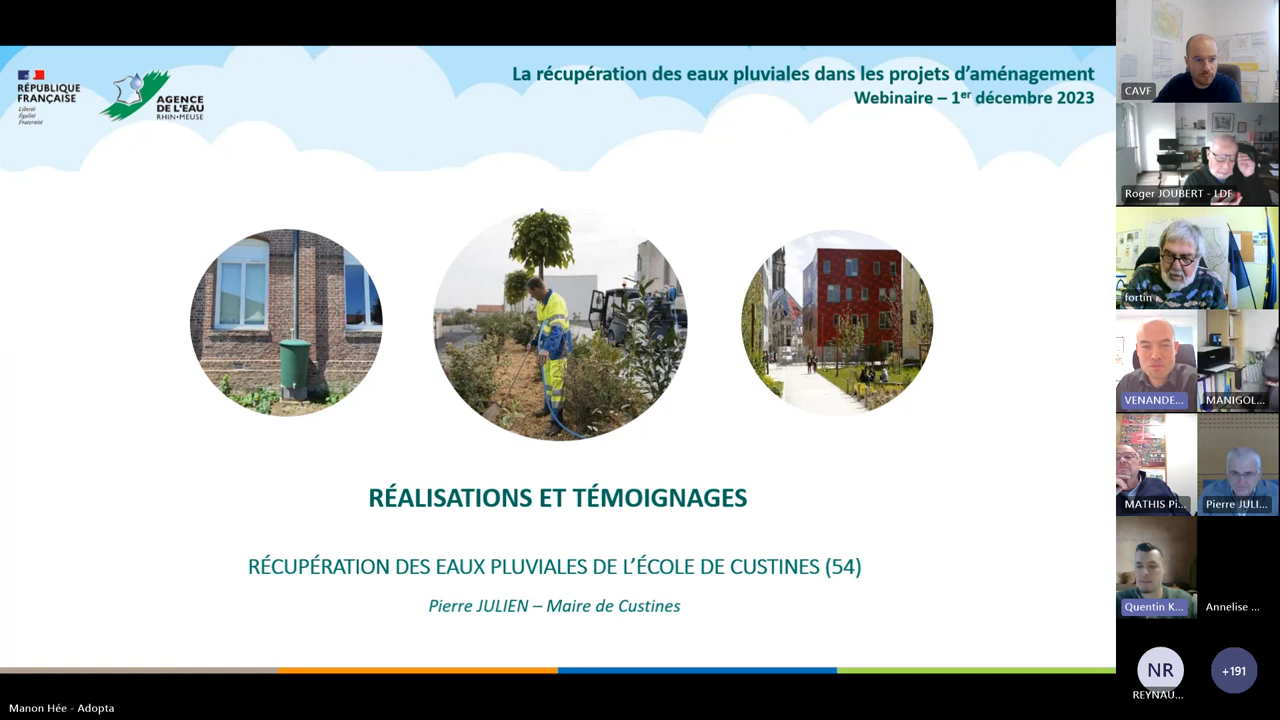 RÉPUBLIQUE
FRANÇAISE
Liberté
Égalité
Fraternité
AGENCE
DE L'EAU
RHIN•MEUSE
La récupération des eaux pluviales dans les projets d'aménagement
Webinaire – 1er décembre 2023
RÉALISATIONS ET TÉMOIGNAGES
RÉCUPÉRATION DES EAUX PLUVIALES DE L'ÉCOLE DE CUSTINES (54)
Pierre JULIEN – Maire de Custines
Manon Hée - Adopta
CAVF
Roger JOUBERT - LDF
fortin
VENANDE...
MANIGOL...
MATHIS Pi...
Pierre JULI...
Quentin K...
Annelise ...
NR
REYNAU...
+191